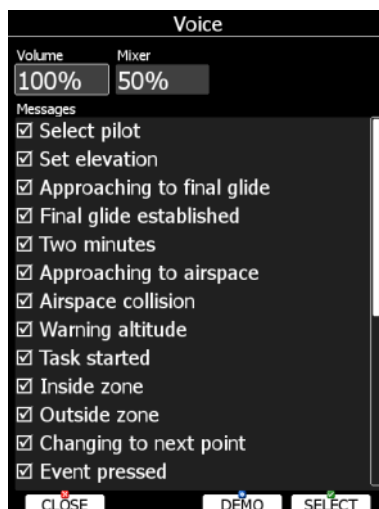 Voice
Volume Mixer
100% 50%
Messages
Select pilot
Set elevation
Approaching to final glide
Final glide established
Two minutes
Approaching to airspace
Airspace collision
Warning altitude
Task started
Inside zone
Outside zone
Changing to next point
Event pressed
CLOSE DEMO SELECT